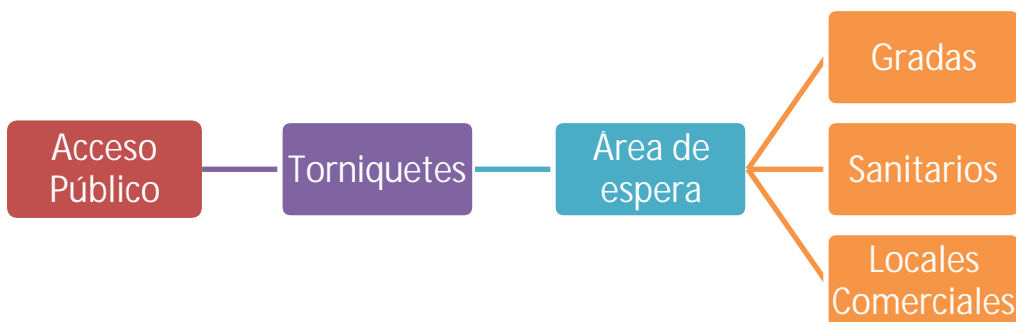 Acceso
Público
Torniquetes
Área de
espera
Gradas
Sanitarios
Locales
Comerciales